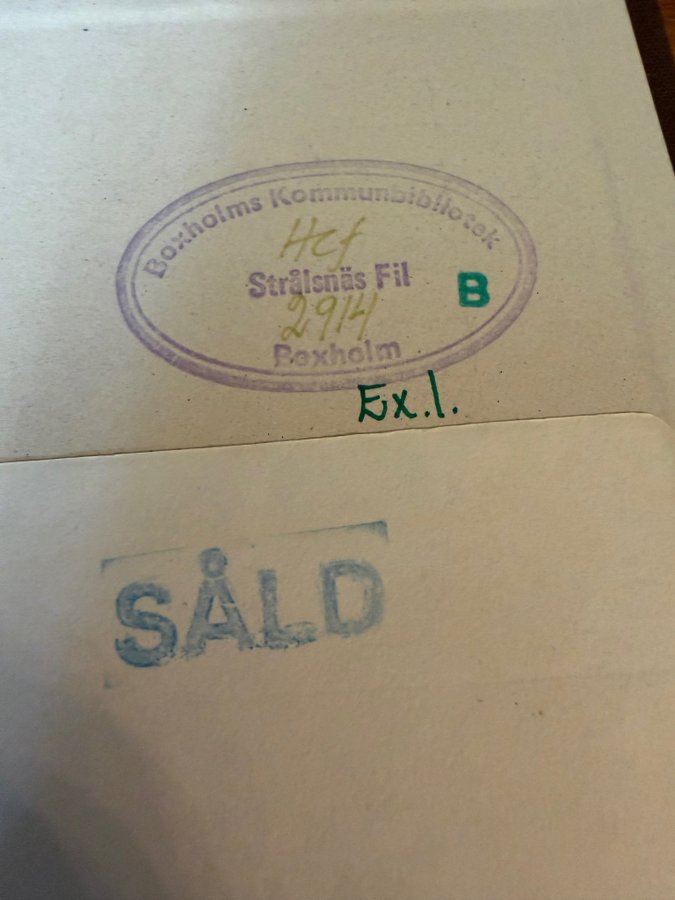 Boxholms Kommunbibliotek
Hcf
Strålsnäs Fil
B
2914
Boxholm
Ex.1.
SÅLD